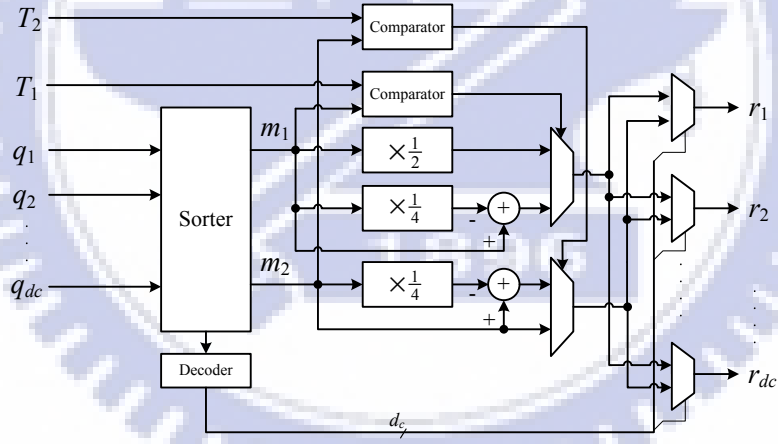 T2
Comparator
T1
Comparator
m1
r1
q1
×1/2
q2
Sorter
×1/4
-
+
r2
+
m2
qdc
×1/4
-
+
+
Decoder
rdc
dc